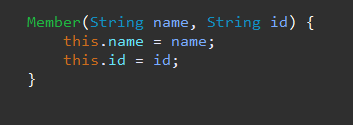 Member(String name, String id) {
    this.name = name;
    this.id = id;
}